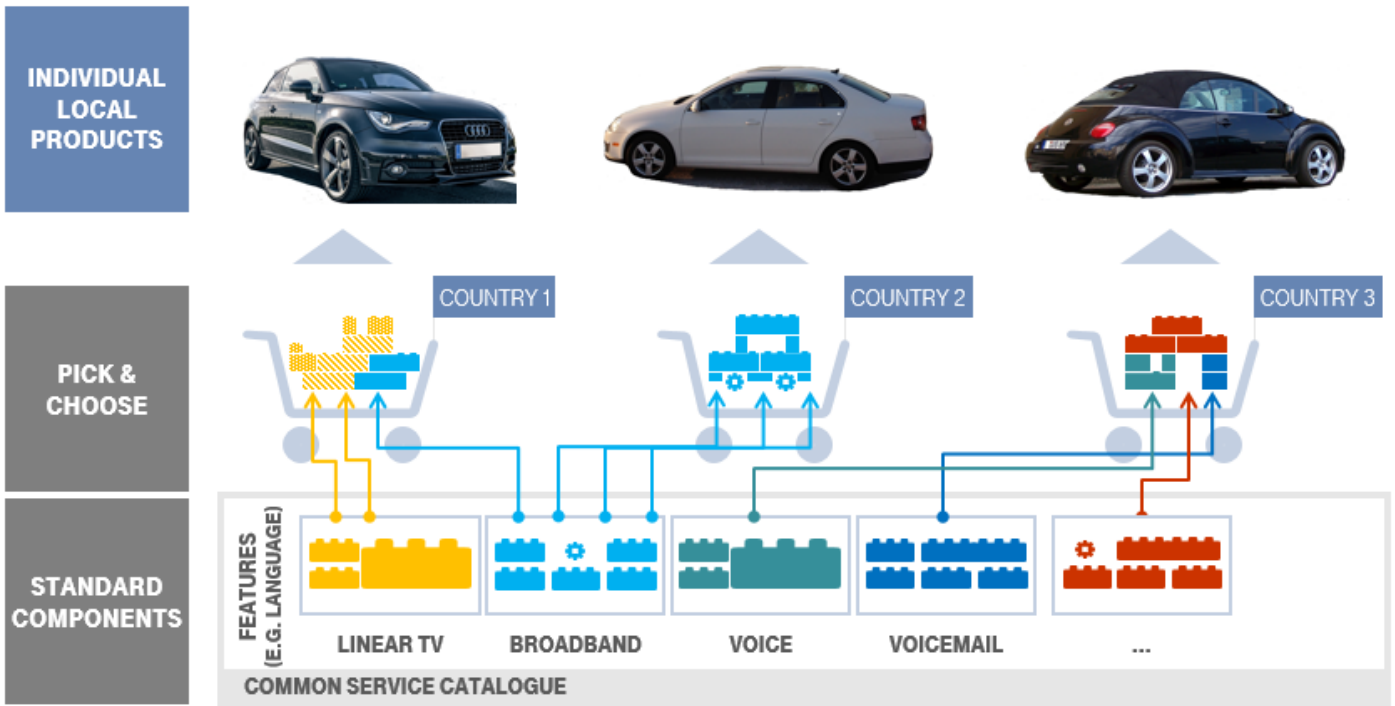 INDIVIDUAL
LOCAL
PRODUCTS
COUNTRY 1
COUNTRY 2
COUNTRY 3
PICK &
CHOOSE
STANDARD
COMPONENTS
FEATURES
(E.G. LANGUAGE)
LINEAR TV
BROADBAND
VOICE
VOICEMAIL
...
COMMON SERVICE CATALOGUE